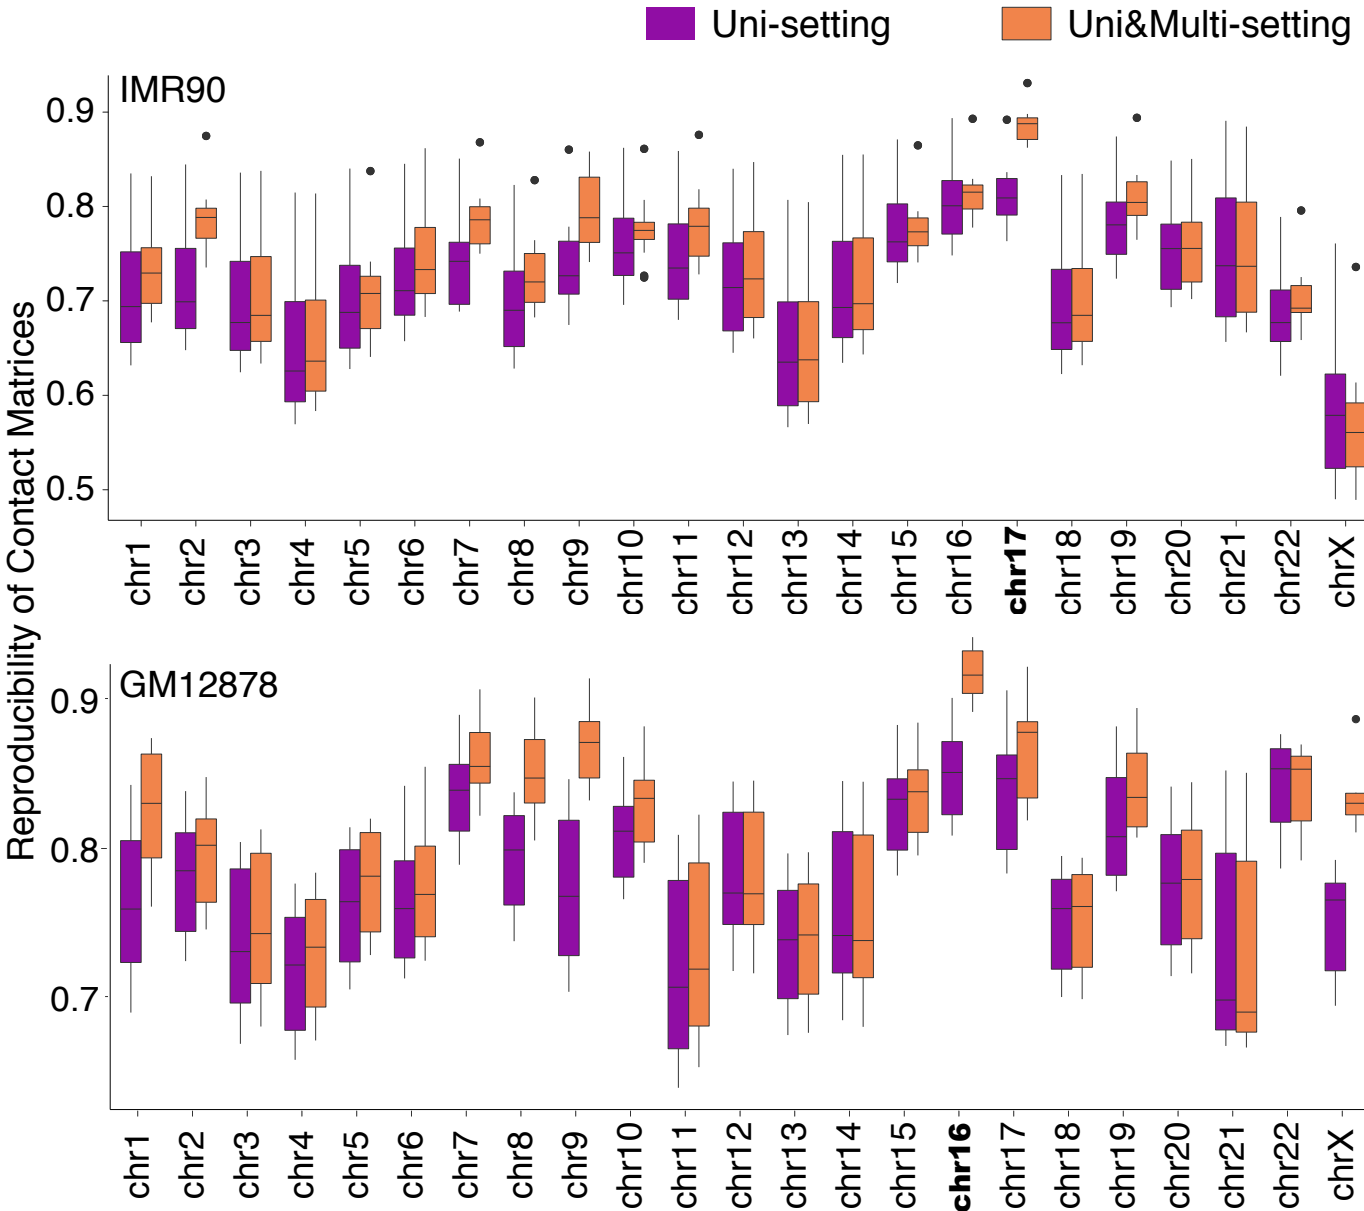 Uni-setting Uni&Multi-setting
Reproducibility of Contact Matrices
IMR90
0.9
0.8
0.7
0.6
0.5
chr1 chr2 chr3 chr4 chr5 chr6 chr7 chr8 chr9 chr10 chr11 chr12 chr13 chr14 chr15 chr16 chr17 chr18 chr19 chr20 chr21 chr22 chrX
GM12878
0.9
0.8
0.7
chr1 chr2 chr3 chr4 chr5 chr6 chr7 chr8 chr9 chr10 chr11 chr12 chr13 chr14 chr15 chr16 chr17 chr18 chr19 chr20 chr21 chr22 chrX